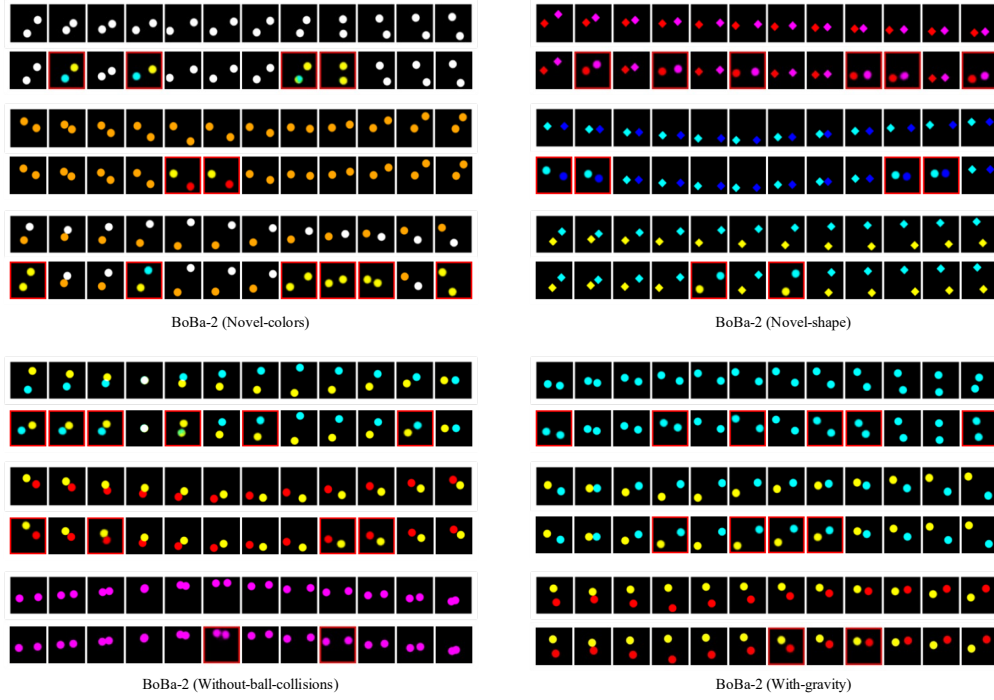 BoBa-2 (Novel-colors)
BoBa-2 (Novel-shape)
BoBa-2 (Without-ball-collisions)
BoBa-2 (With-gravity)